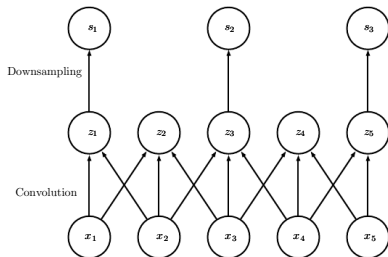 s1 s2 s3
Downsampling
z1 z2 z3 z4 z5
Convolution
x1 x2 x3 x4 x5